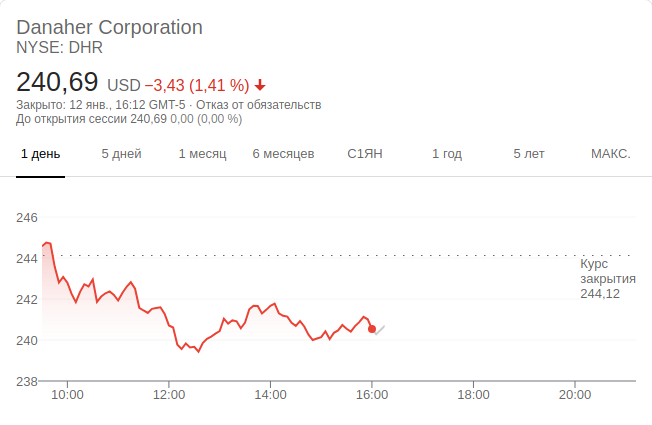 Danaher Corporation
NYSE: DHR
240,69 USD −3,43 (1,41 %)
Закрыто: 12 янв., 16:12 GMT-5 · Отказ от обязательств
До открытия сессии 240,69 0,00 (0,00 %)
1 день 5 дней 1 месяц 6 месяцев С1ЯН 1 год 5 лет МАКС.
246
244
Курс
закрытия
244,12
242
240
238
10:00 12:00 14:00 16:00 18:00 20:00